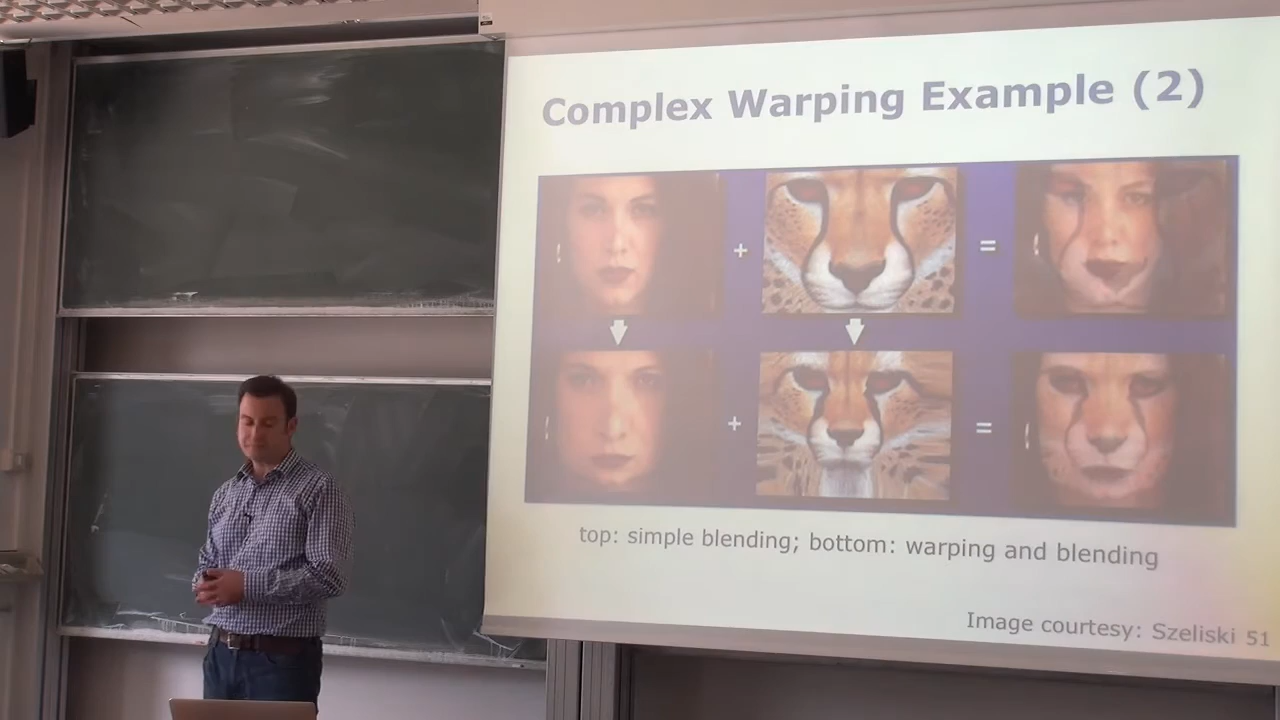 Complex Warping Example (2)
+ =
+ =
top: simple blending; bottom: warping and blending
Image courtesy: Szeliski 51